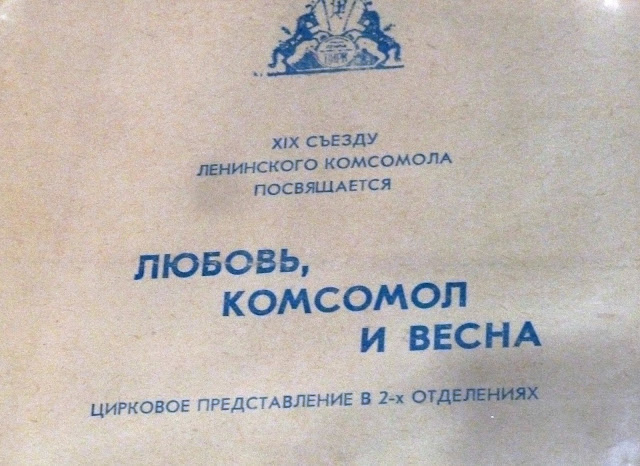 XIX СЪЕЗДУ
ЛЕНИНСКОГО КОМСОМОЛА
ПОСВЯЩАЕТСЯ
ЛЮБОВЬ,
КОМСОМОЛ
И ВЕСНА
ЦИРКОВОЕ ПРЕДСТАВЛЕНИЕ В 2-х ОТДЕЛЕНИЯХ